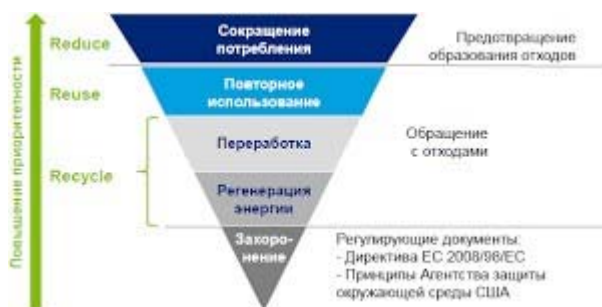 Повышение приоритетности
Reduce
Сокращение
потребления
Предотвращение
образования отходов
Reuse
Повторное
использование
Recycle
Переработка
Обращение
с отходами
Регенерация
энергии
Захоро-
нение
Регулирующие документы:
- Директива ЕС 2008/98/ЕС
- Принципы Агентства защиты
окружающей среды США